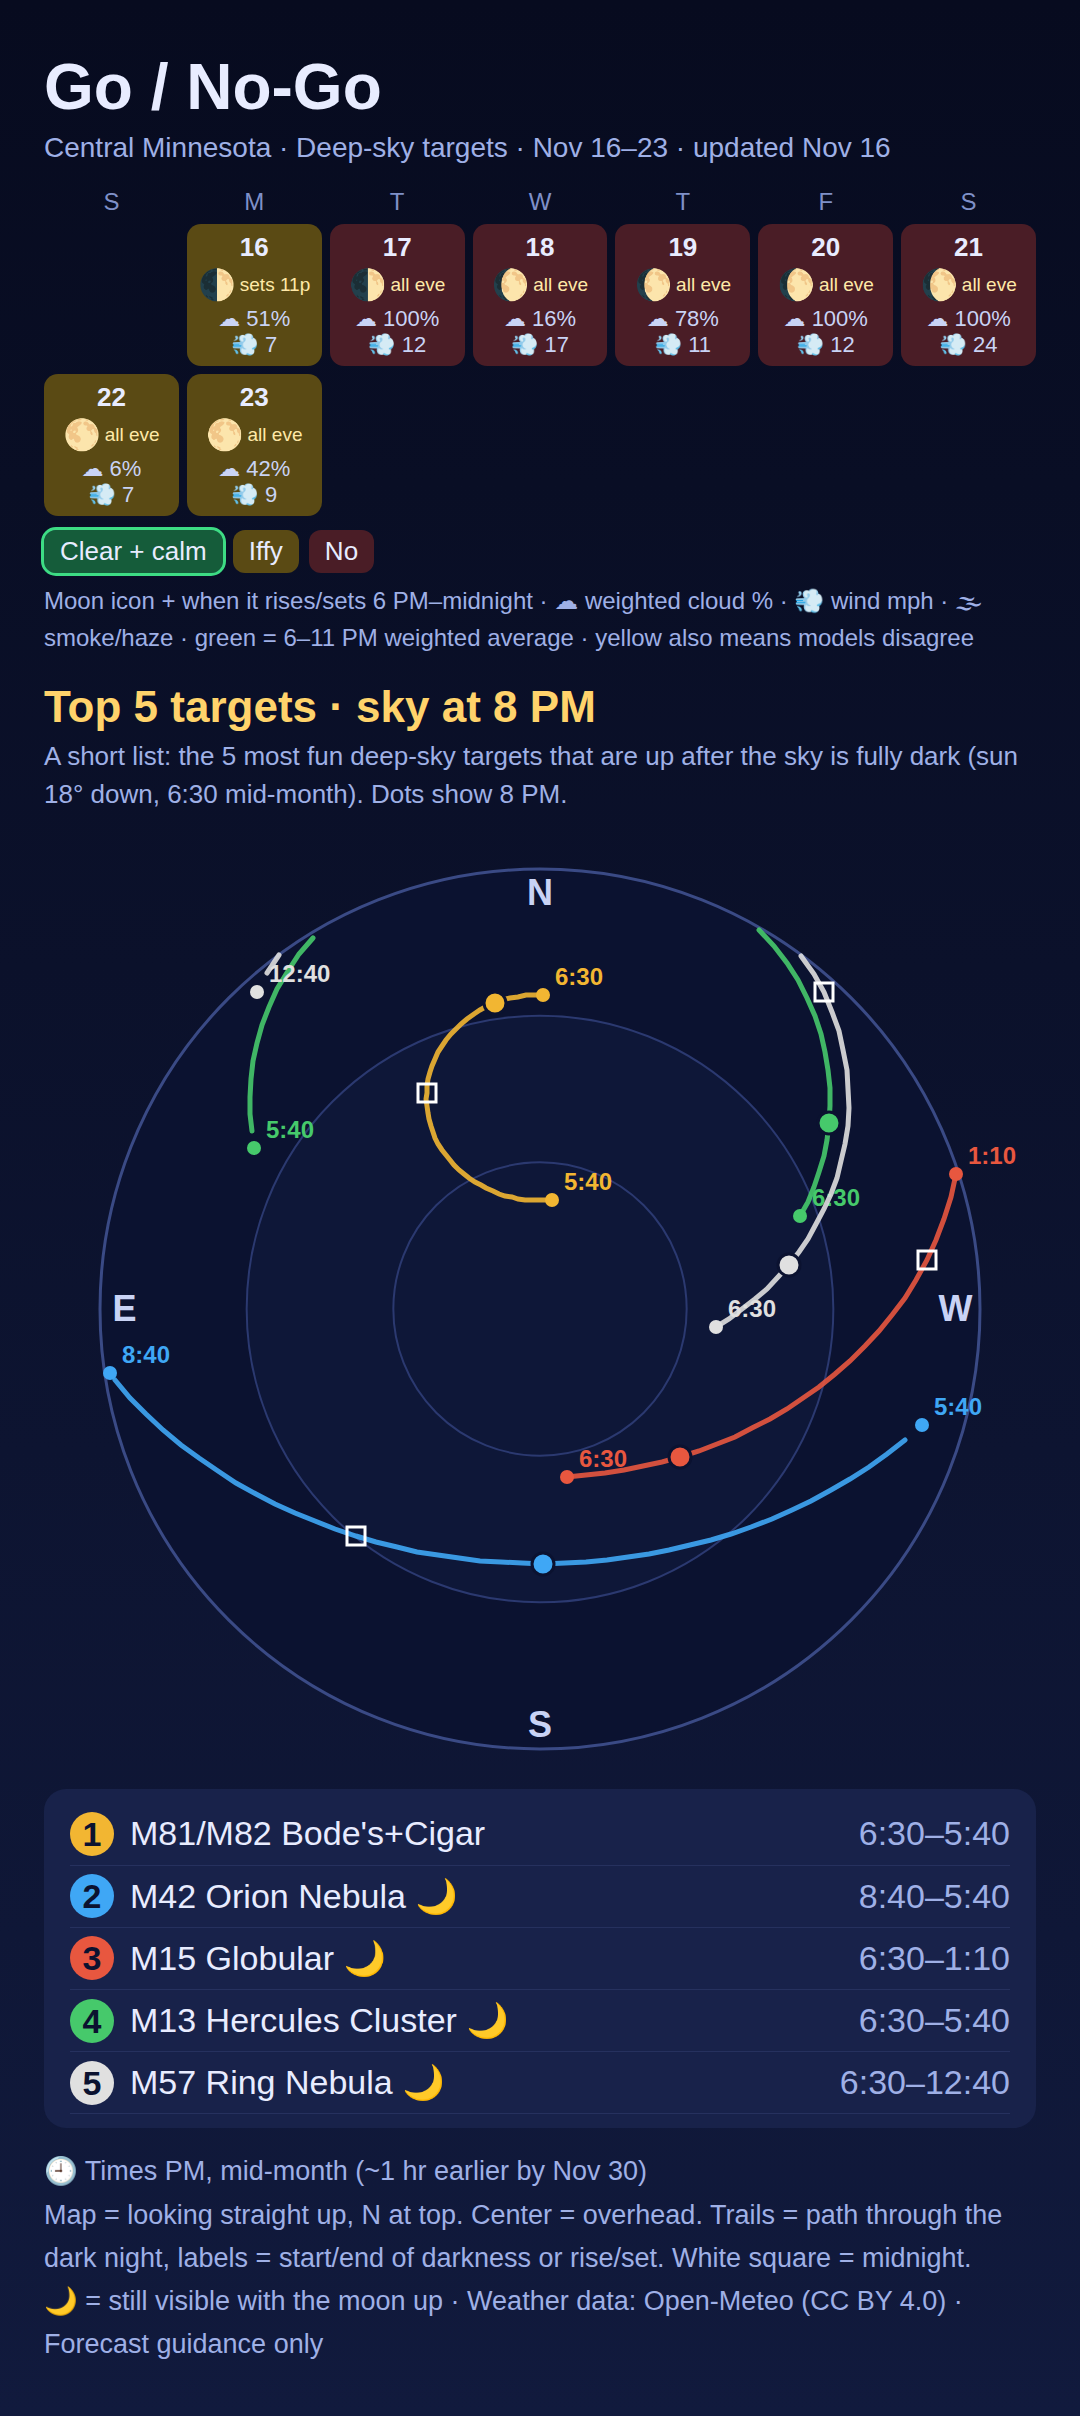 Go / No-Go
Central Minnesota · Deep-sky targets · Nov 16–23 · updated Nov 16
S M T W T F S
16 17 18 19 20 21
🌓 sets 11p 🌓 all eve 🌔 all eve 🌔 all eve 🌔 all eve 🌔 all eve
☁ 51% ☁ 100% ☁ 16% ☁ 78% ☁ 100% ☁ 100%
💨 7 💨 12 💨 17 💨 11 💨 12 💨 24
22 23
🌕 all eve 🌕 all eve
☁ 6% ☁ 42%
💨 7 💨 9
Clear + calm Iffy No
Moon icon + when it rises/sets 6 PM–midnight · ☁ weighted cloud % · 💨 wind mph · 🌫
smoke/haze · green = 6–11 PM weighted average · yellow also means models disagree
Top 5 targets · sky at 8 PM
A short list: the 5 most fun deep-sky targets that are up after the sky is fully dark (sun
18° down, 6:30 mid-month). Dots show 8 PM.
N
12:40
6:30
5:40
1:10
5:40
6:30
6:30
E
W
8:40
5:40
6:30
S
1 M81/M82 Bode's+Cigar 6:30–5:40
2 M42 Orion Nebula 🌙 8:40–5:40
3 M15 Globular 🌙 6:30–1:10
4 M13 Hercules Cluster 🌙 6:30–5:40
5 M57 Ring Nebula 🌙 6:30–12:40
🕘 Times PM, mid-month (~1 hr earlier by Nov 30)
Map = looking straight up, N at top. Center = overhead. Trails = path through the
dark night, labels = start/end of darkness or rise/set. White square = midnight.
🌙 = still visible with the moon up · Weather data: Open-Meteo (CC BY 4.0) ·
Forecast guidance only